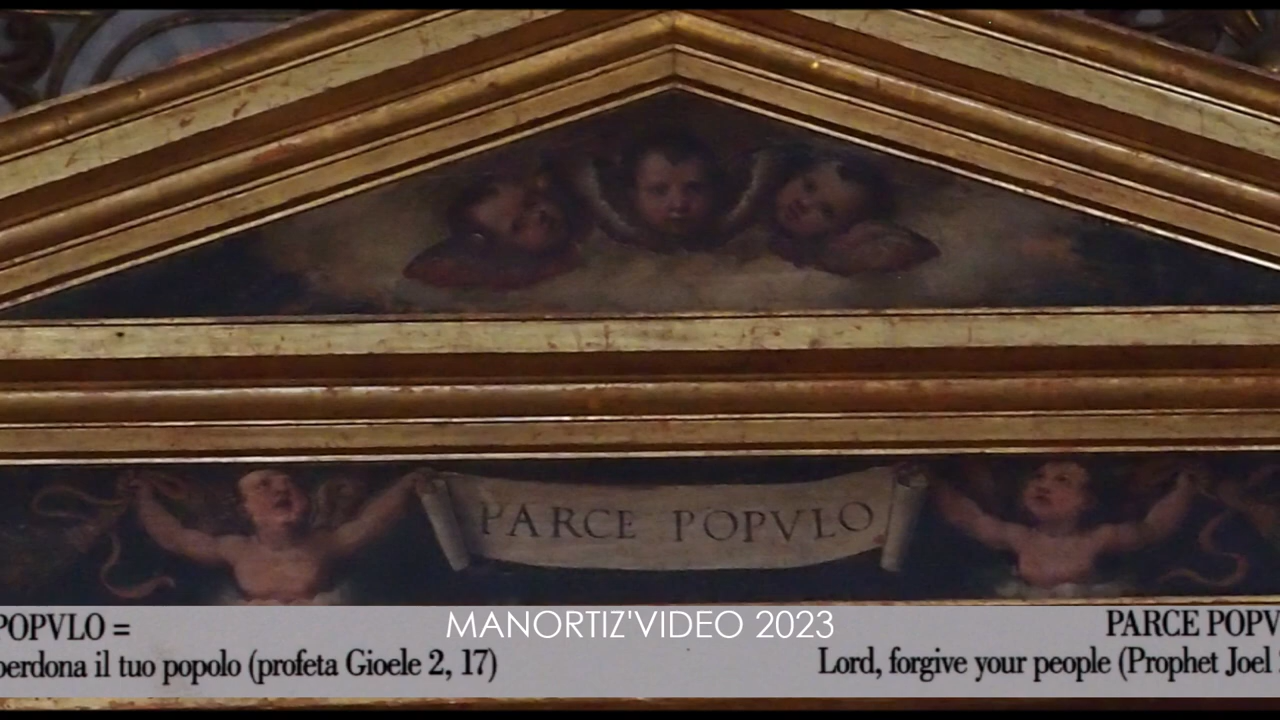 PARCE POPVLO
MANORTIZ'VIDEO 2023
POPVLO =
perdona il tuo popolo (profeta Gioele 2, 17)
PARCE POPV
Lord, forgive your people (Prophet Joel